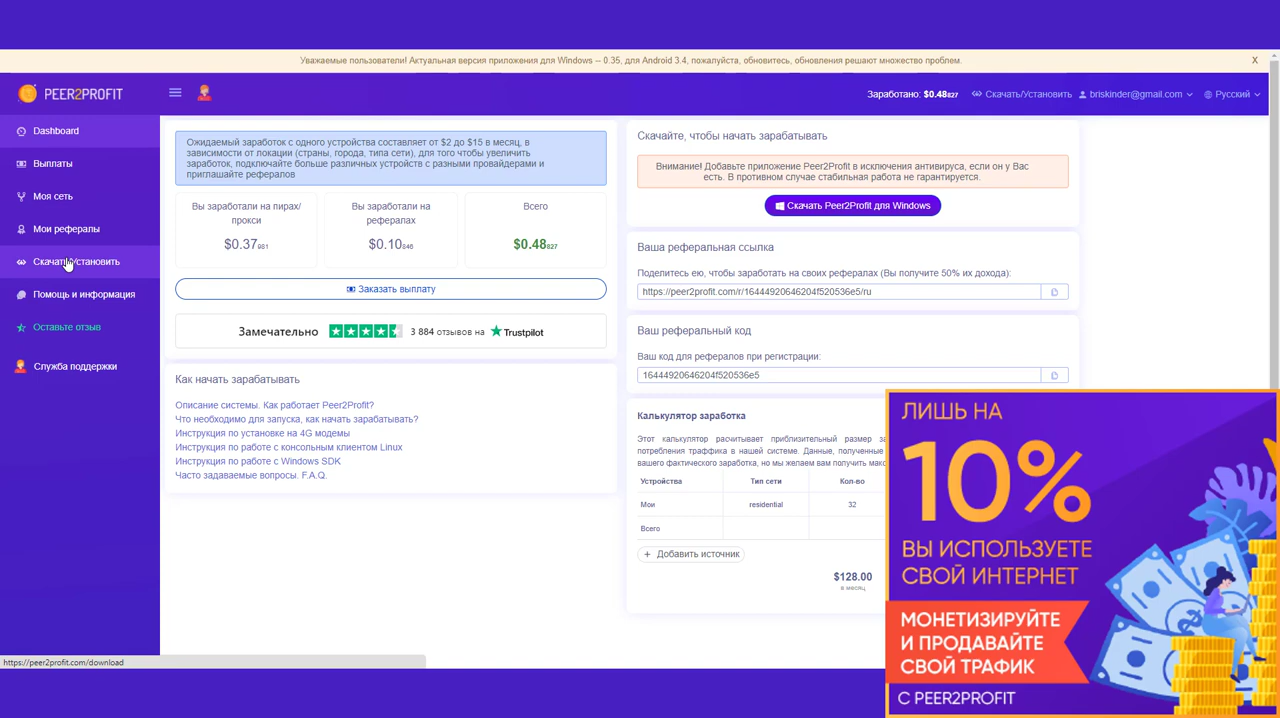 Уважаемые пользователи! Актуальная версия приложения для Windows -- 0.35, для Android 3.4, пожалуйста, обновитесь, обновления решают множество проблем.
X
PEER2PROFIT
Заработано: $0.48827
Скачать/Установить
briskinder@gmail.com
Русский
Dashboard
Выплаты
Моя сеть
Мои рефералы
Скачать/Установить
Помощь и информация
Оставьте отзыв
Служба поддержки
Ожидаемый заработок с одного устройства составляет от $2 до $15 в месяц, в
зависимости от локации (страны, города, типа сети), для того чтобы увеличить
заработок, подключайте больше различных устройств с разными провайдерами и
приглашайте рефералов
Вы заработали на пирах/
прокси
$0.37981
Вы заработали на
рефералах
$0.10846
Всего
$0.48827
Заказать выплату
Замечательно
3 884 отзывов на
Trustpilot
Как начать зарабатывать
Описание системы. Как работает Peer2Profit?
Что необходимо для запуска, как начать зарабатывать?
Инструкция по установке на 4G модемы
Инструкция по работе с консольным клиентом Linux
Инструкция по работе с Windows SDK
Часто задаваемые вопросы. F.A.Q.
Скачайте, чтобы начать зарабатывать
Внимание! Добавьте приложение Peer2Profit в исключения антивируса, если он у Вас
есть. В противном случае стабильная работа не гарантируется.
Скачать Peer2Profit для Windows
Ваша реферальная ссылка
Поделитесь ею, чтобы заработать на своих рефералах (Вы получите 50% их дохода):
https://peer2profit.com/r/16444920646204f520536e5/ru
Ваш реферальный код
Ваш код для рефералов при регистрации:
16444920646204f520536e5
Калькулятор заработка
Этот калькулятор расчитывает приблизительный размер за
потребления траффика в нашей системе. Данные, полученные
вашего фактического заработка, но мы желаем вам получить мак
Устройства
Тип сети
Кол-во
Мои
residential
32
Всего
+ Добавить источник
$128.00
в месяц
https://peer2profit.com/download
ЛИШЬ НА
10%
ВЫ ИСПОЛЬЗУЕТЕ
СВОЙ ИНТЕРНЕТ
МОНЕТИЗИРУЙТЕ
И ПРОДАВАЙТЕ
СВОЙ ТРАФИК
С PEER2PROFIT